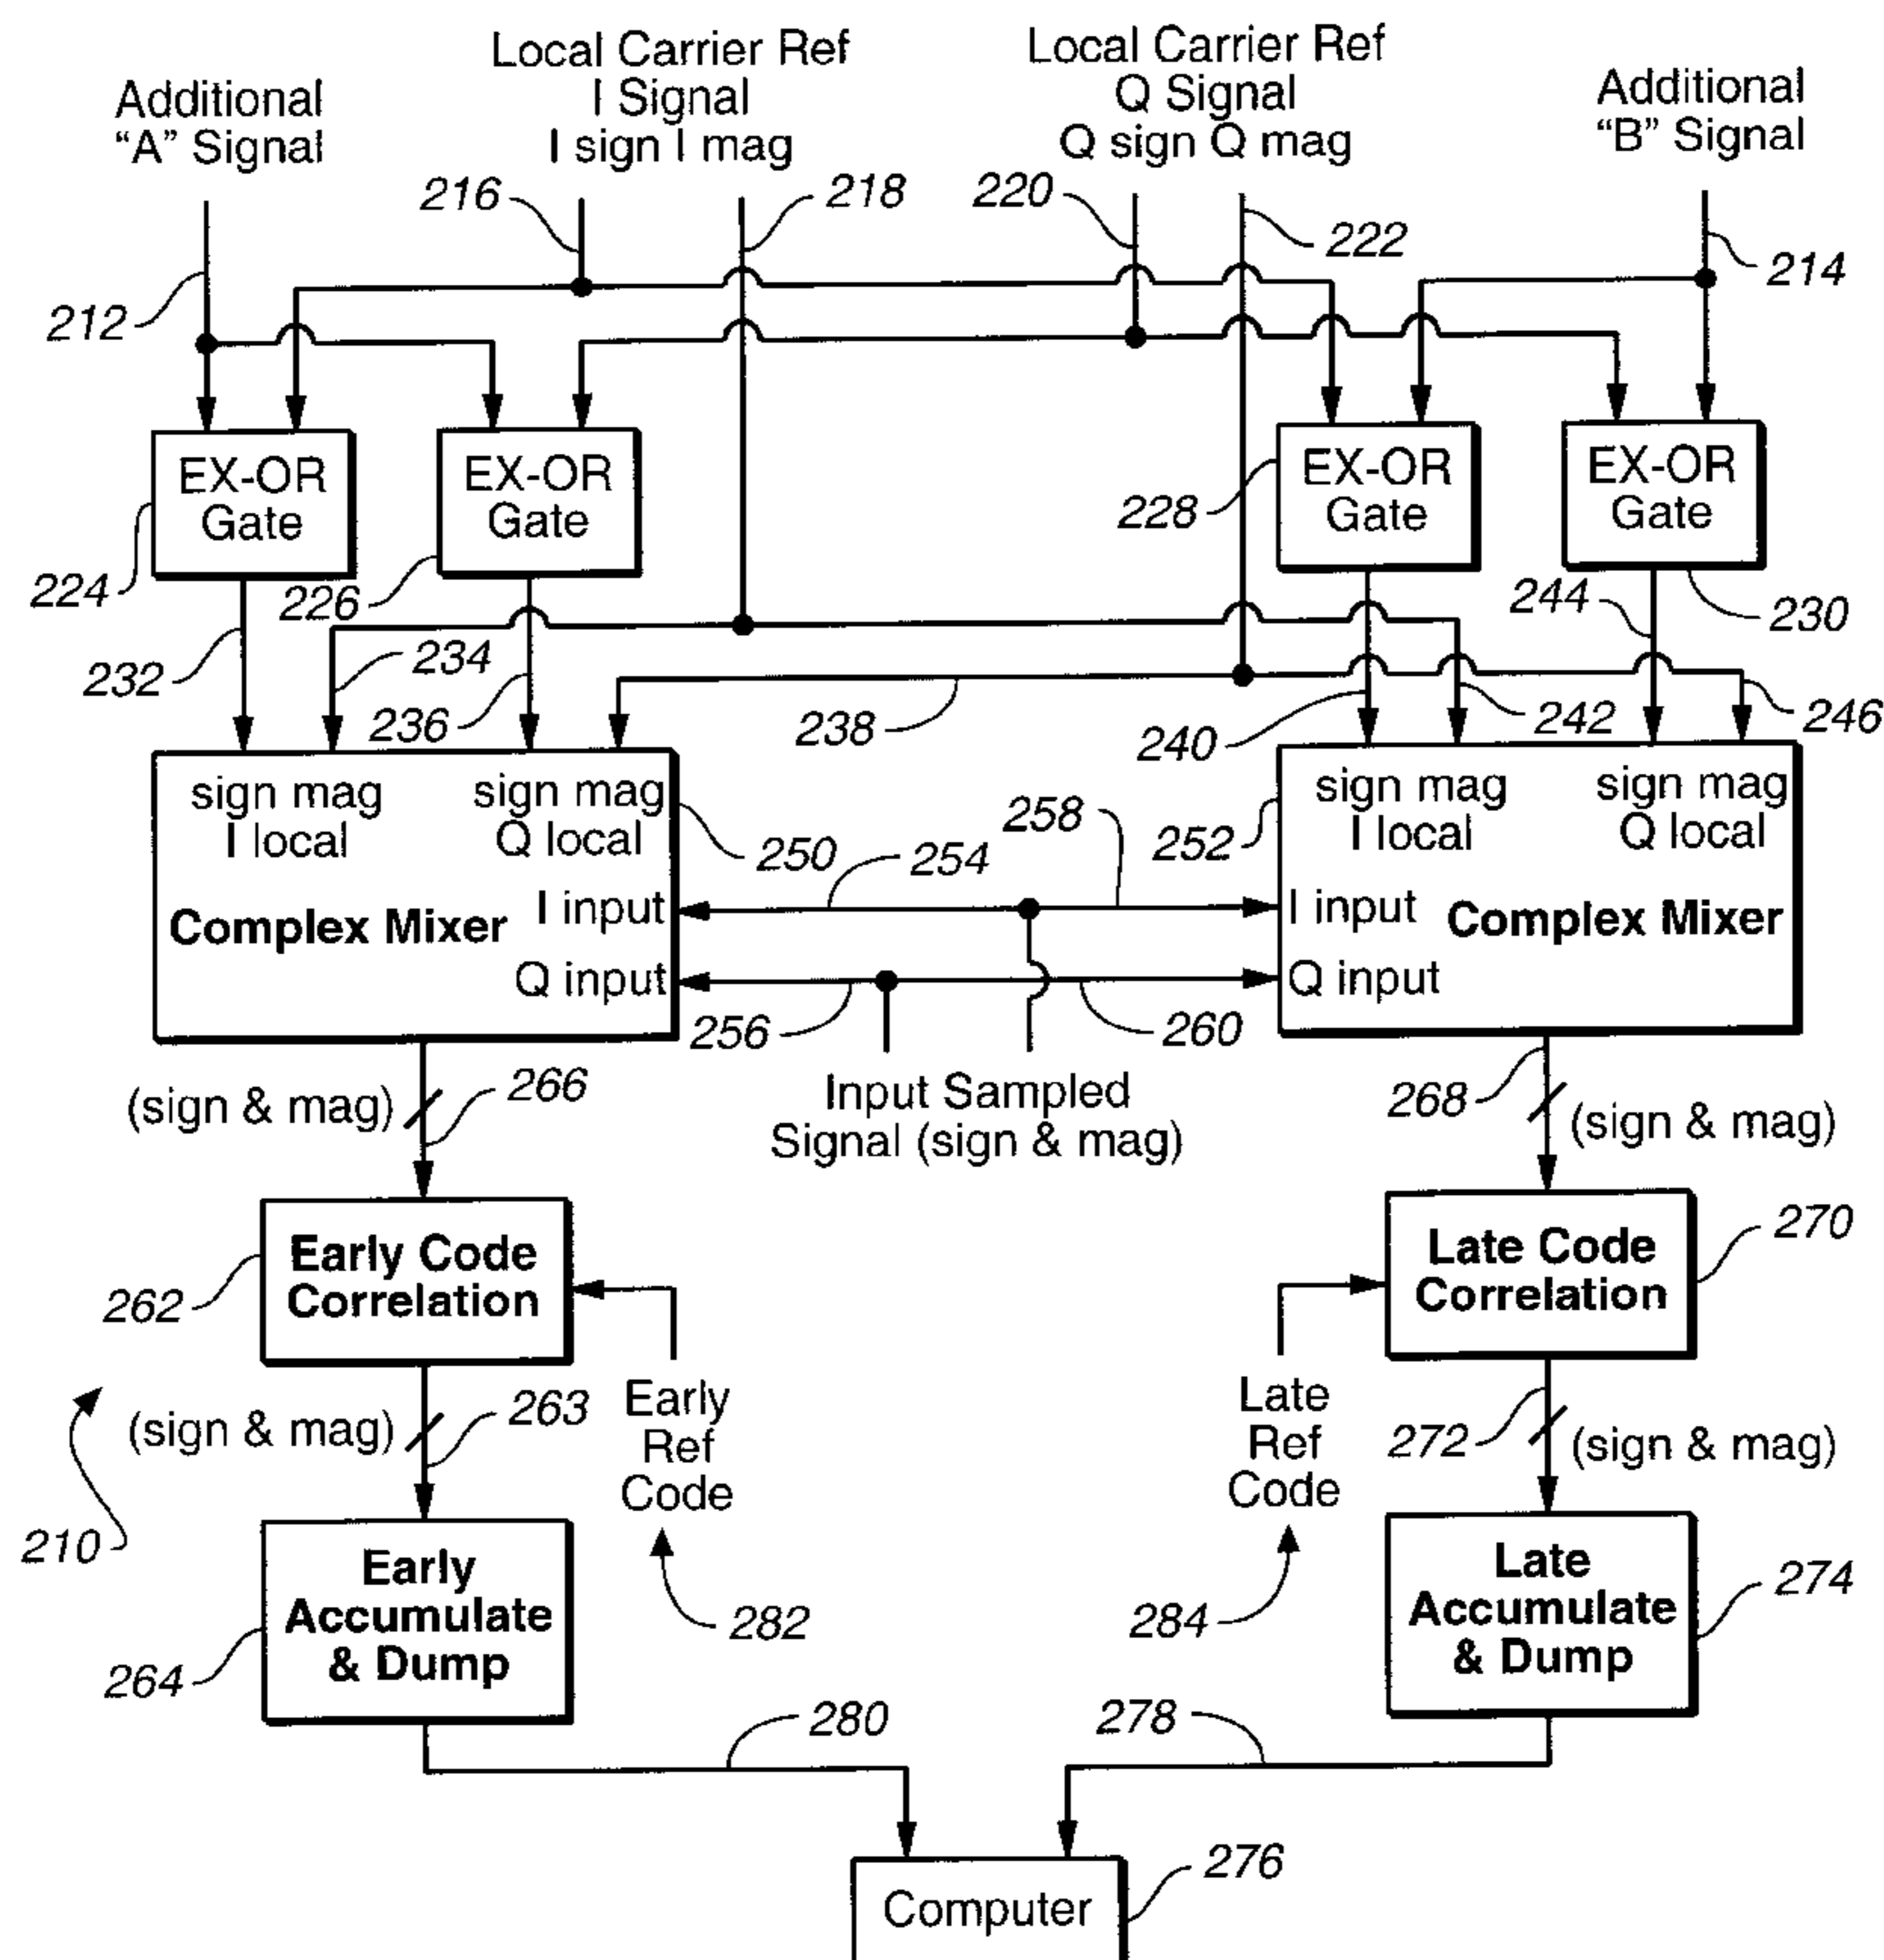 Local Carrier Ref
I Signal
I sign I mag
Local Carrier Ref
Q Signal
Q sign Q mag
Additional
“A” Signal
Additional
“B” Signal
216
218
220
222
214
212
EX-OR
Gate
EX-OR
Gate
EX-OR
Gate
EX-OR
Gate
224
226
228
230
232
234
236
238
240
242
244
246
sign mag
I local
sign mag
Q local
250
I input
Complex Mixer
Q input
254
258
252
sign mag
I local
sign mag
Q local
I input
Complex Mixer
Q input
256
260
Input Sampled
Signal (sign & mag)
(sign & mag)
266
268
(sign & mag)
Early Code
Correlation
262
Late Code
Correlation
270
(sign & mag)
263
Early
Ref
Code
Late
Ref
Code
272
(sign & mag)
210
Early
Accumulate
& Dump
264
282
284
Late
Accumulate
& Dump
274
280
278
Computer
276